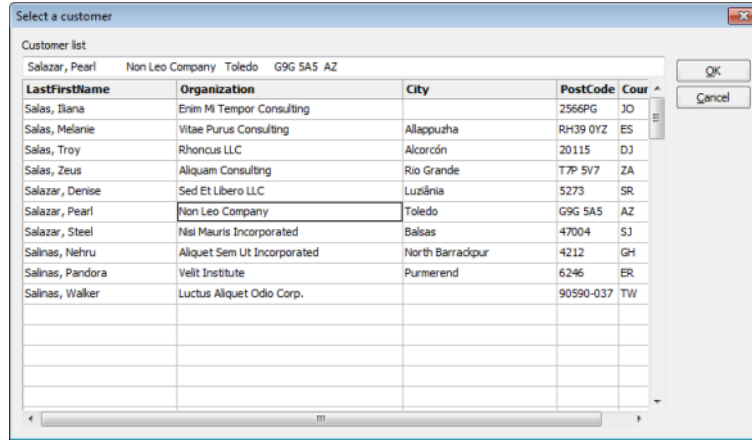 Select a customer
Customer list
Salazar, Pearl Non Leo Company Toledo G9G 5A5 AZ
OK
Cancel
LastFirstName Organization City PostCode Cour
Salas, Iliana Enim Mi Tempor Consulting 2566PG JO
Salas, Melanie Vitae Purus Consulting Allappuzha RH39 0YZ ES
Salas, Troy Rhoncus LLC Alcorcón 20115 DJ
Salas, Zeus Aliquam Consulting Rio Grande T7P 5V7 ZA
Salazar, Denise Sed Et Libero LLC Luziânia 5273 SR
Salazar, Pearl Non Leo Company Toledo G9G 5A5 AZ
Salazar, Steel Nisi Mauris Incorporated Balsas 47004 SJ
Salinas, Nehru Aliquet Sem Ut Incorporated North Barrackpur 4212 GH
Salinas, Pandora Velit Institute Purmerend 6246 ER
Salinas, Walker Luctus Aliquet Odio Corp. 90590-037 TW